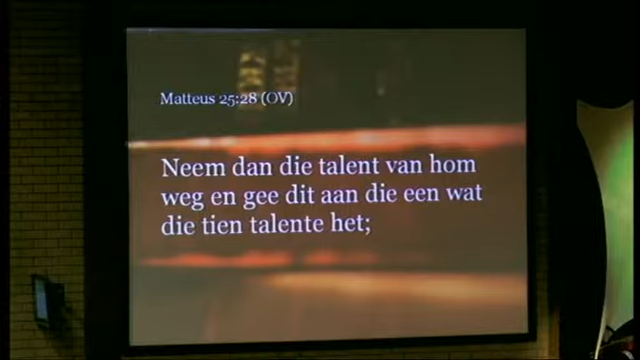 Matteus 25:28 (OV)
Neem dan die talent van hom
weg en gee dit aan die een wat
die tien talente het;